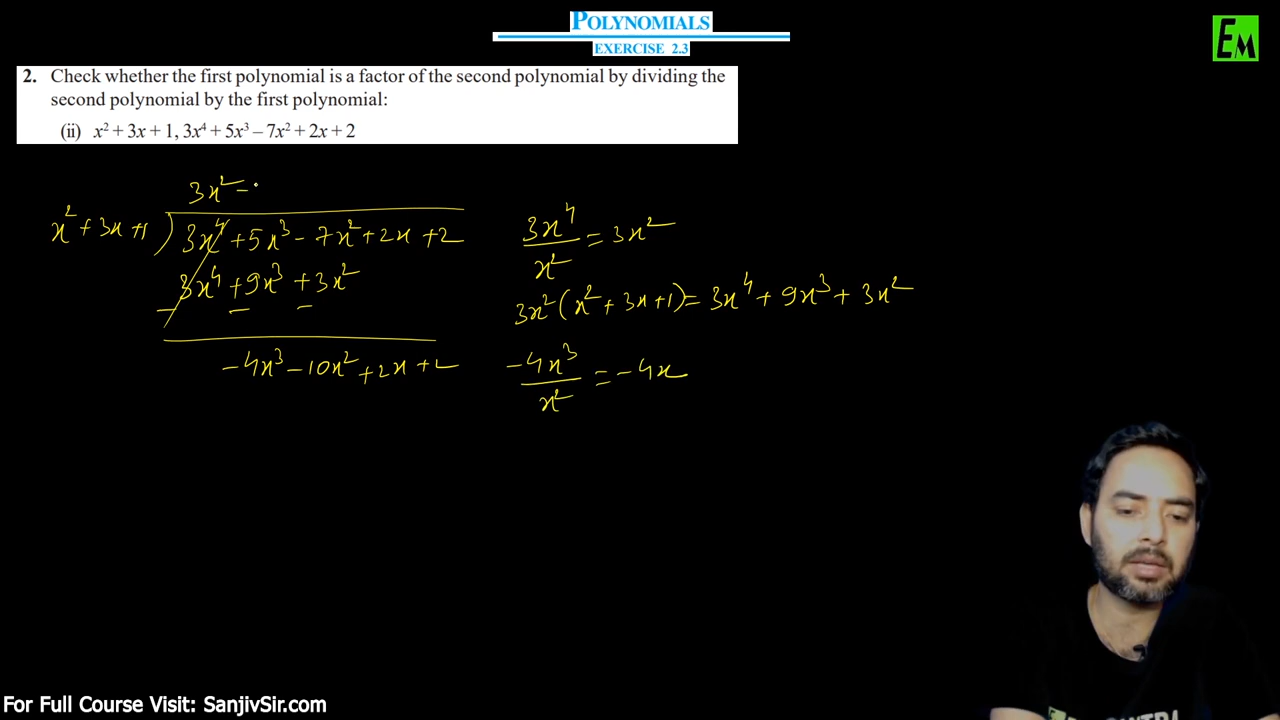 POLYNOMIALS
EXERCISE 2.3
EM
2. Check whether the first polynomial is a factor of the second polynomial by dividing the
second polynomial by the first polynomial:
(ii) x² + 3x + 1, 3x⁴ + 5x³ – 7x² + 2x + 2
3x² –
x² + 3x + 1 ) 3x⁴ + 5x³ – 7x² + 2x + 2
3x⁴ + 9x³ + 3x²
– – –
– 4x³ – 10x² + 2x + 2
3x⁴/x² = 3x²
3x² (x² + 3x + 1) = 3x⁴ + 9x³ + 3x²
–4x³/x² = – 4x
For Full Course Visit: SanjivSir.com